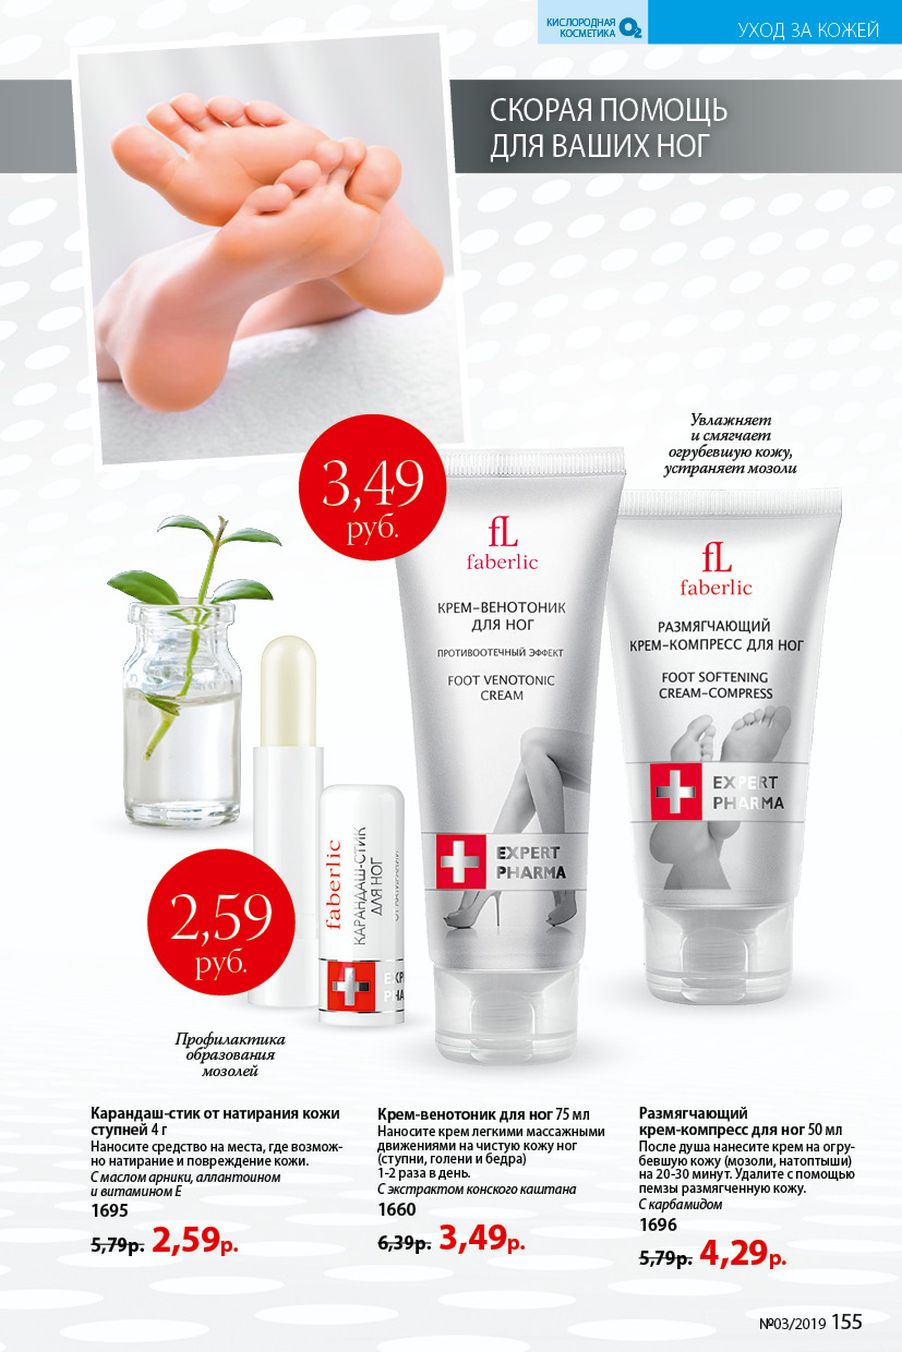 КИСЛОРОДНАЯ
КОСМЕТИКА O2
УХОД ЗА КОЖЕЙ
СКОРАЯ ПОМОЩЬ
ДЛЯ ВАШИХ НОГ
Увлажняет
и смягчает
огрубевшую кожу,
устраняет мозоли
3,49
руб.
fL
faberlic
КРЕМ-ВЕНОТОНИК
ДЛЯ НОГ
ПРОТИВООТЕЧНЫЙ ЭФФЕКТ
FOOT VENOTONIC
CREAM
EXPERT
PHARMA
fL
faberlic
РАЗМЯГЧАЮЩИЙ
КРЕМ-КОМПРЕСС ДЛЯ НОГ
FOOT SOFTENING
CREAM-COMPRESS
EXPERT
PHARMA
faberlic
КАРАНДАШ-СТИК
ДЛЯ НОГ
2,59
руб.
Профилактика
образования
мозолей
Карандаш-стик от натирания кожи
ступней 4 г
Наносите средство на места, где возмож-
но натирание и повреждение кожи.
С маслом арники, аллантоином
и витамином Е
1695
5,79р. 2,59р.
Крем-венотоник для ног 75 мл
Наносите крем легкими массажными
движениями на чистую кожу ног
(ступни, голени и бедра)
1-2 раза в день.
С экстрактом конского каштана
1660
6,39р. 3,49р.
Размягчающий
крем-компресс для ног 50 мл
После душа нанесите крем на огру-
бевшую кожу (мозоли, натоптыши)
на 20-30 минут. Удалите с помощью
пемзы размягченную кожу.
С карбамидом
1696
5,79р. 4,29р.
№03/2019 155